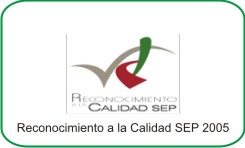 RECONOCIMIENTO
A LA
CALIDAD SEP
Reconocimiento a la Calidad SEP 2005